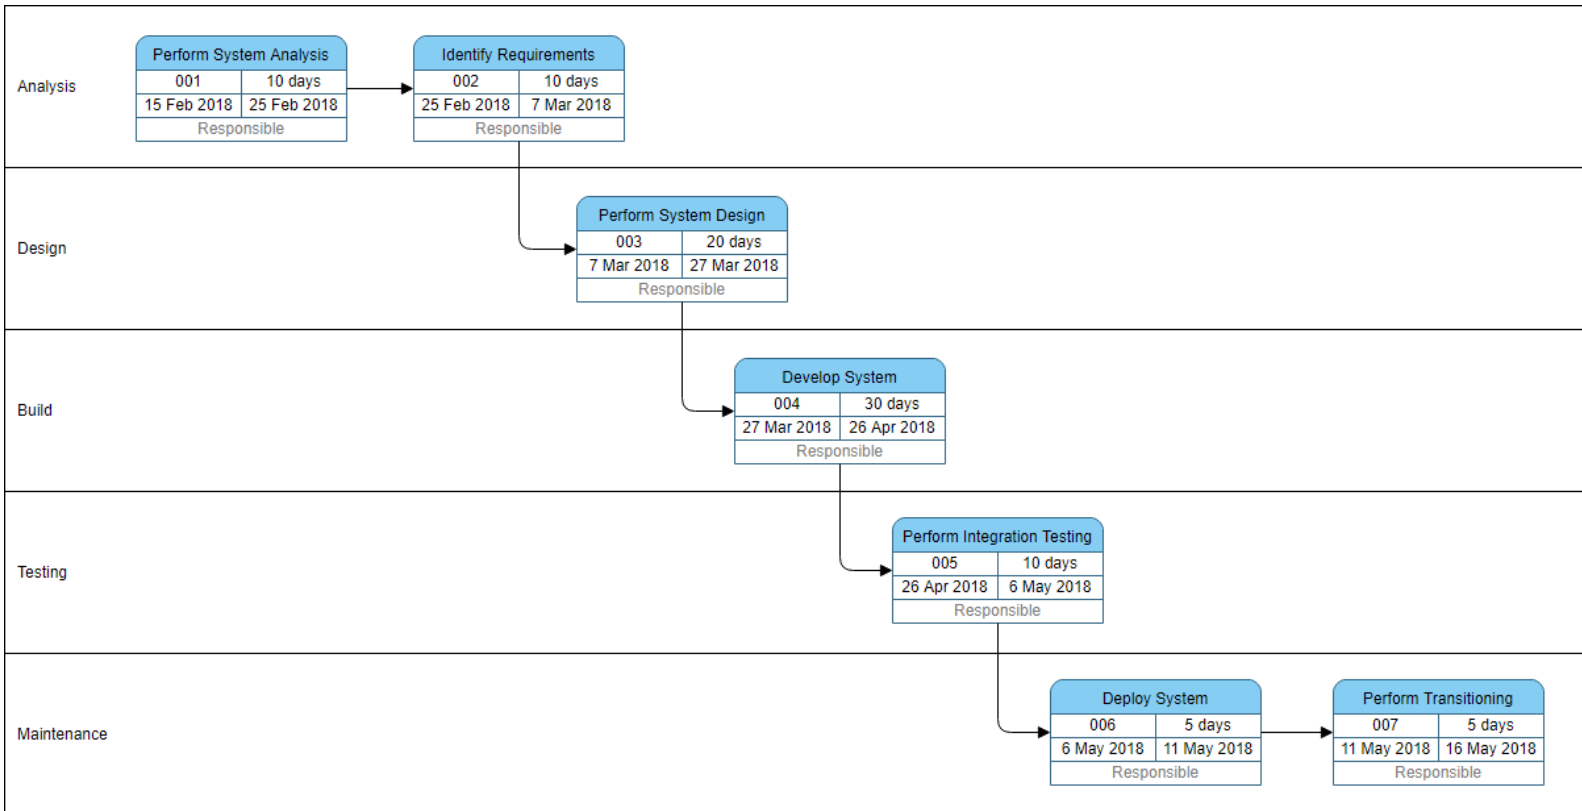 Analysis
Perform System Analysis
001 10 days
15 Feb 2018 25 Feb 2018
Responsible
Identify Requirements
002 10 days
25 Feb 2018 7 Mar 2018
Responsible
Design
Perform System Design
003 20 days
7 Mar 2018 27 Mar 2018
Responsible
Build
Develop System
004 30 days
27 Mar 2018 26 Apr 2018
Responsible
Testing
Perform Integration Testing
005 10 days
26 Apr 2018 6 May 2018
Responsible
Maintenance
Deploy System
006 5 days
6 May 2018 11 May 2018
Responsible
Perform Transitioning
007 5 days
11 May 2018 16 May 2018
Responsible